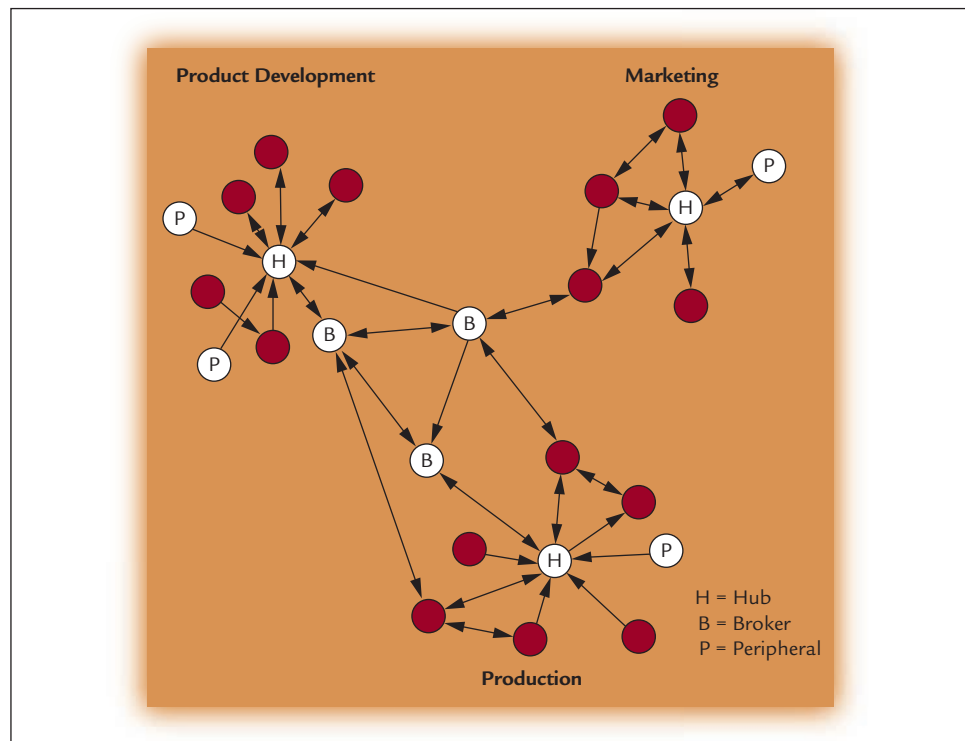 Product Development
Marketing
P
P
H
H
B
B
P
B
H
P
H = Hub
B = Broker
P = Peripheral
Production